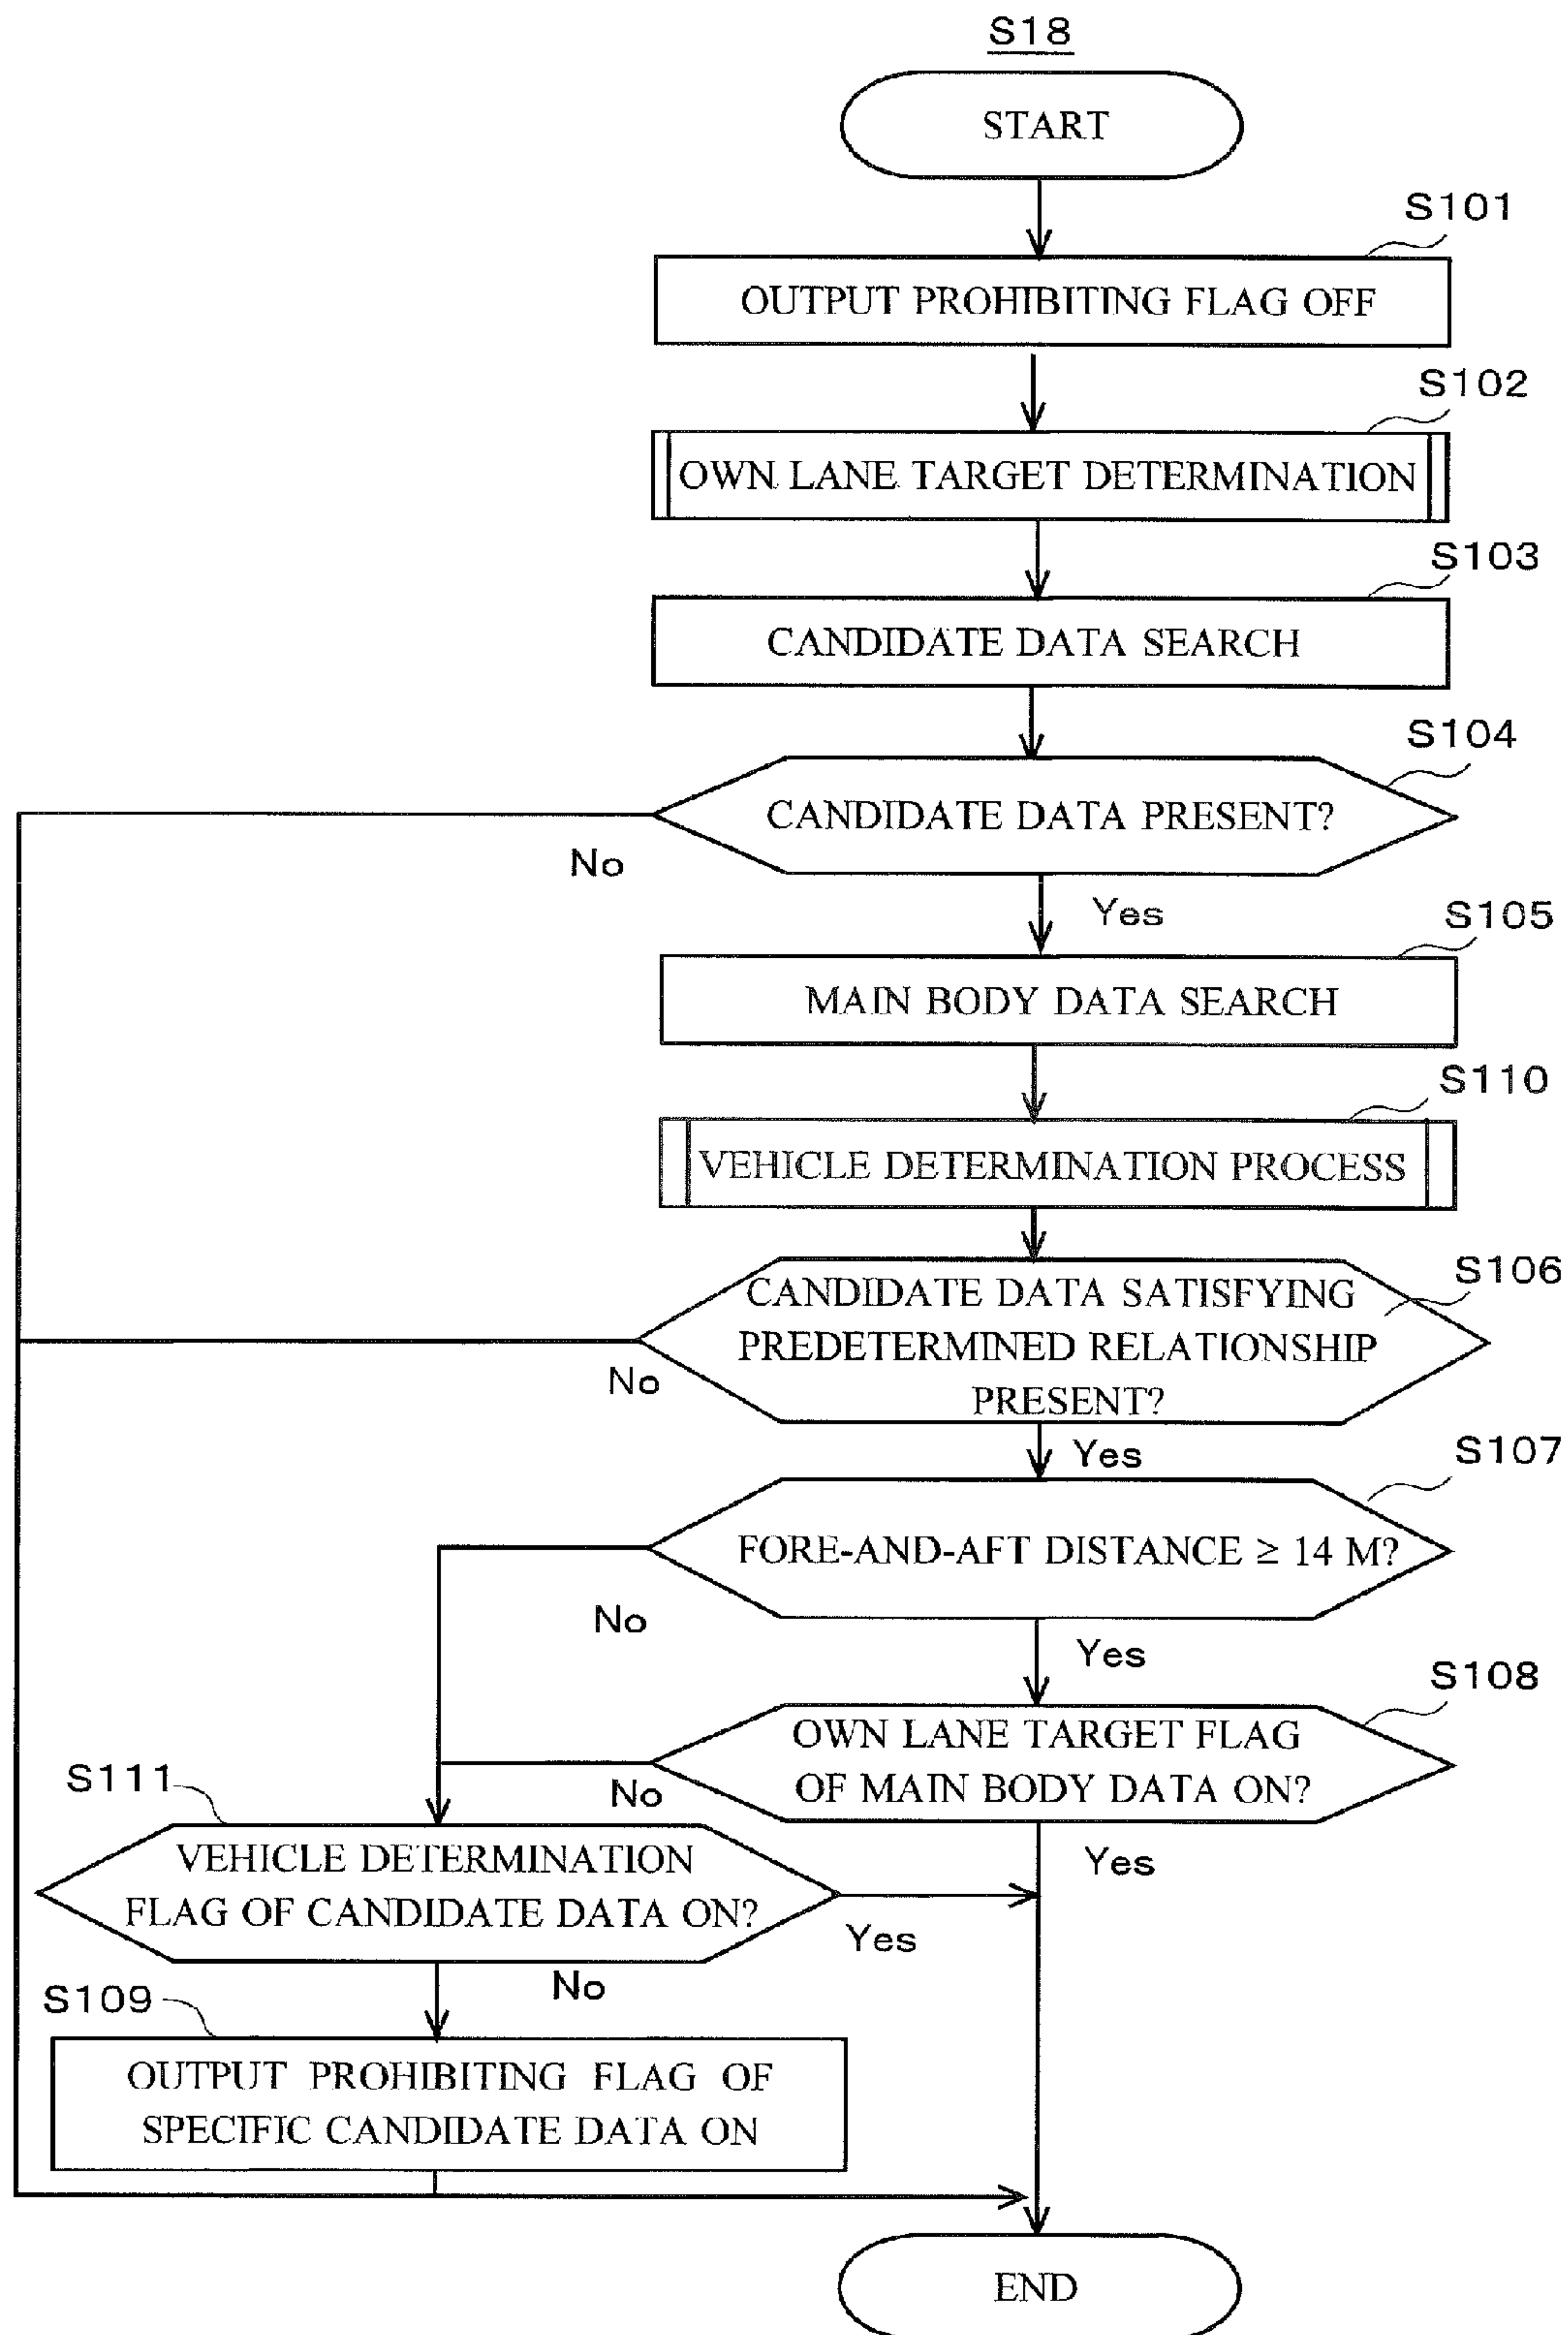 S18
START
S101
OUTPUT PROHIBITING FLAG OFF
S102
OWN LANE TARGET DETERMINATION
S103
CANDIDATE DATA SEARCH
S104
CANDIDATE DATA PRESENT?
No
Yes
S105
MAIN BODY DATA SEARCH
S110
VEHICLE DETERMINATION PROCESS
S106
CANDIDATE DATA SATISFYING
PREDETERMINED RELATIONSHIP
PRESENT?
No
Yes
S107
FORE-AND-AFT DISTANCE ≥ 14 M?
No
Yes
S108
OWN LANE TARGET FLAG
OF MAIN BODY DATA ON?
No
Yes
S111
VEHICLE DETERMINATION
FLAG OF CANDIDATE DATA ON?
Yes
No
S109
OUTPUT PROHIBITING FLAG OF
SPECIFIC CANDIDATE DATA ON
END